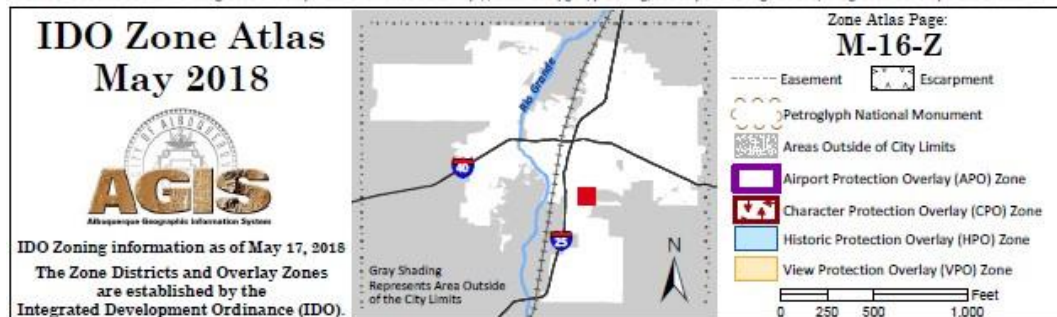 IDO Zone Atlas
May 2018
CITY OF ALBUQUERQUE
AGIS
Albuquerque Geographic Information System
IDO Zoning information as of May 17, 2018
The Zone Districts and Overlay Zones
are established by the
Integrated Development Ordinance (IDO).
Rio Grande
40
25
Gray Shading
Represents Area Outside
of the City Limits
N
Zone Atlas Page:
M-16-Z
Easement
Escarpment
Petroglyph National Monument
Areas Outside of City Limits
Airport Protection Overlay (APO) Zone
Character Protection Overlay (CPO) Zone
Historic Protection Overlay (HPO) Zone
View Protection Overlay (VPO) Zone
Feet
0 250 500 1,000